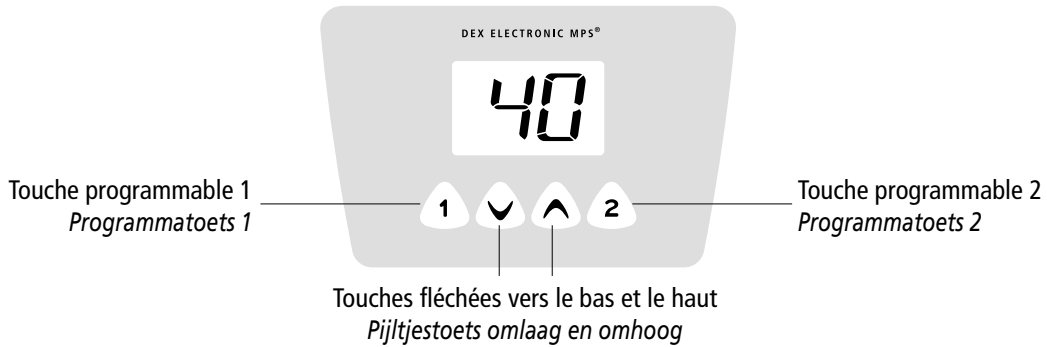 DEX ELECTRONIC MPS®
40
1 2
Touche programmable 1
Programmatoets 1
Touche programmable 2
Programmatoets 2
Touches fléchées vers le bas et le haut
Pijltjestoets omlaag en omhoog